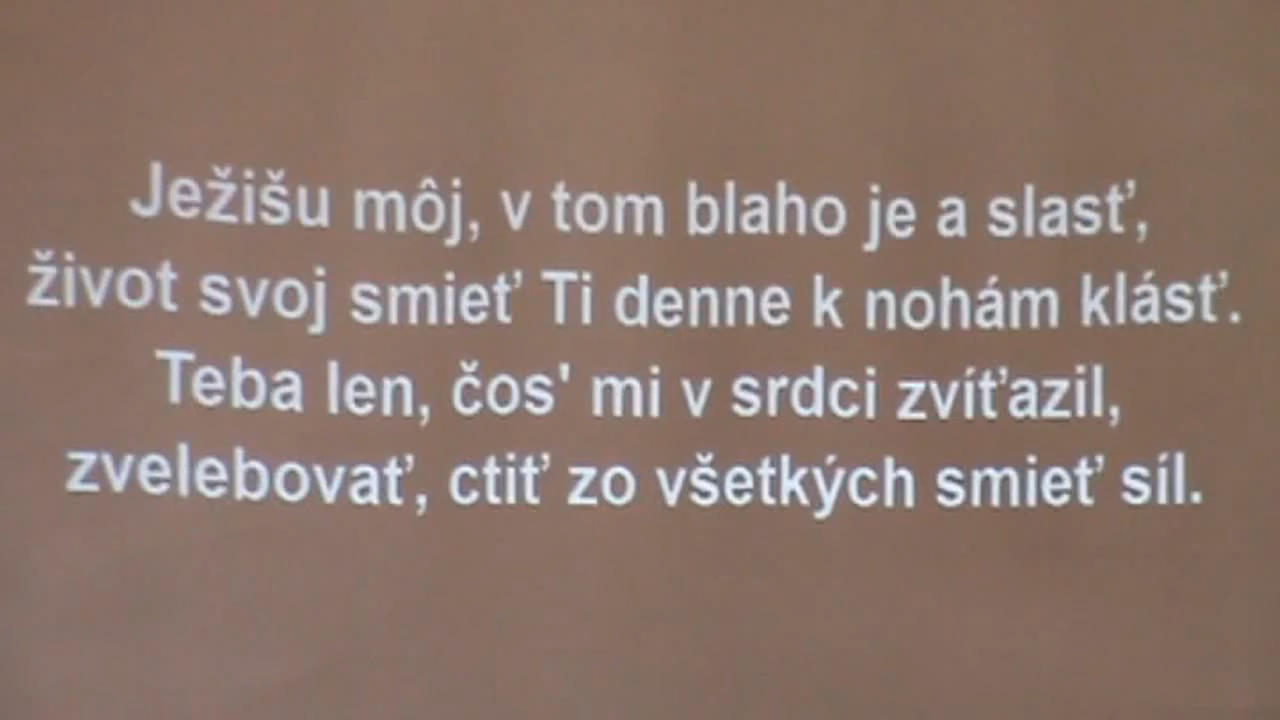 Ježišu môj, v tom blaho je a slasť,
život svoj smieť Ti denne k nohám klásť.
Teba len, čos' mi v srdci zvíťazil,
zvelebovať, ctiť zo všetkých smieť síl.